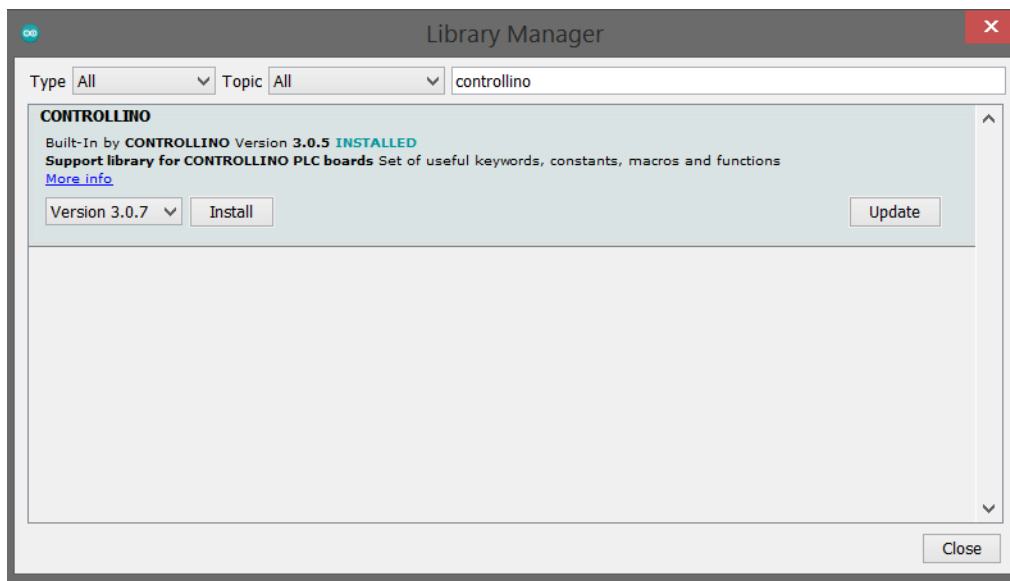 Library Manager
Type All Topic All controllino
CONTROLLINO
Built-In by CONTROLLINO Version 3.0.5 INSTALLED
Support library for CONTROLLINO PLC boards Set of useful keywords, constants, macros and functions
More info
Version 3.0.7 Install Update
Close